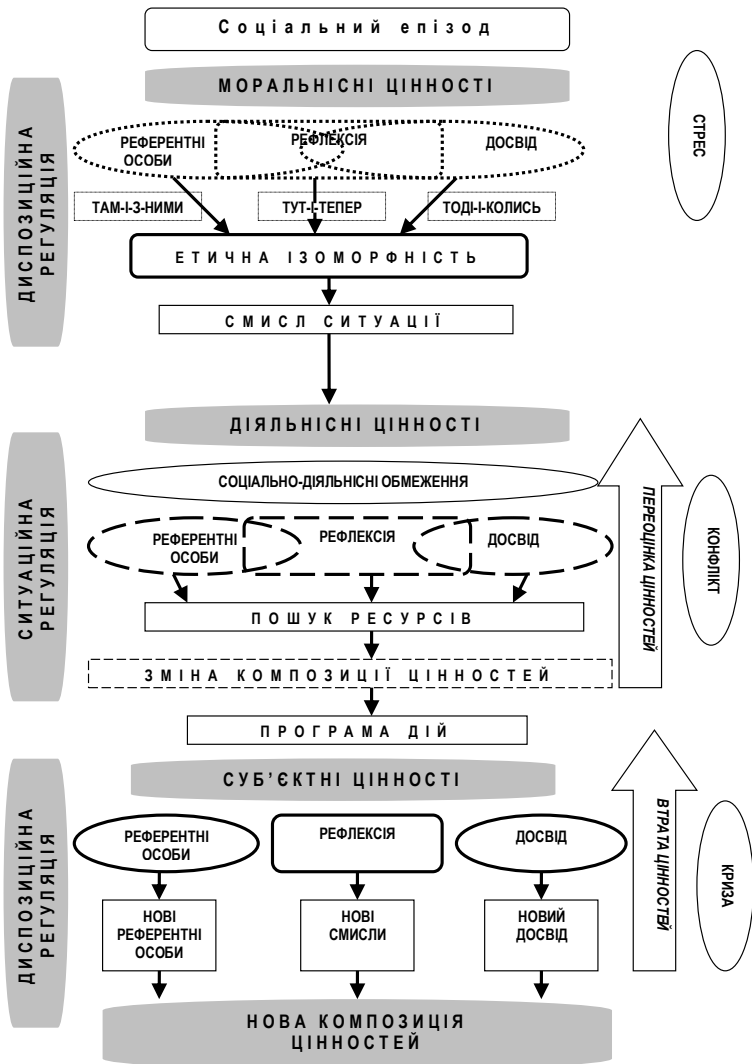 Соціальний епізод
МОРАЛЬНІСНІ ЦІННОСТІ
ДИСПОЗИЦІЙНА
РЕГУЛЯЦІЯ
РЕФЕРЕНТНІ
ОСОБИ
РЕФЛЕКСІЯ
ДОСВІД
СТРЕС
ТАМ-І-З-НИМИ
ТУТ-І-ТЕПЕР
ТОДІ-І-КОЛИСЬ
ЕТИЧНА ІЗОМОРФНІСТЬ
СМИСЛ СИТУАЦІЇ
ДІЯЛЬНІСНІ ЦІННОСТІ
СИТУАЦІЙНА
РЕГУЛЯЦІЯ
СОЦІАЛЬНО-ДІЯЛЬНІСНІ ОБМЕЖЕННЯ
РЕФЕРЕНТНІ
ОСОБИ
РЕФЛЕКСІЯ
ДОСВІД
ПЕРЕОЦІНКА ЦІННОСТЕЙ
КОНФЛІКТ
ПОШУК РЕСУРСІВ
ЗМІНА КОМПОЗИЦІЇ ЦІННОСТЕЙ
ПРОГРАМА ДІЙ
СУБ’ЄКТНІ ЦІННОСТІ
ДИСПОЗИЦІЙНА
РЕГУЛЯЦІЯ
РЕФЕРЕНТНІ
ОСОБИ
РЕФЛЕКСІЯ
ДОСВІД
ВТРАТА ЦІННОСТЕЙ
КРИЗА
НОВІ
РЕФЕРЕНТНІ
ОСОБИ
НОВІ
СМИСЛИ
НОВИЙ
ДОСВІД
НОВА КОМПОЗИЦІЯ
ЦІННОСТЕЙ